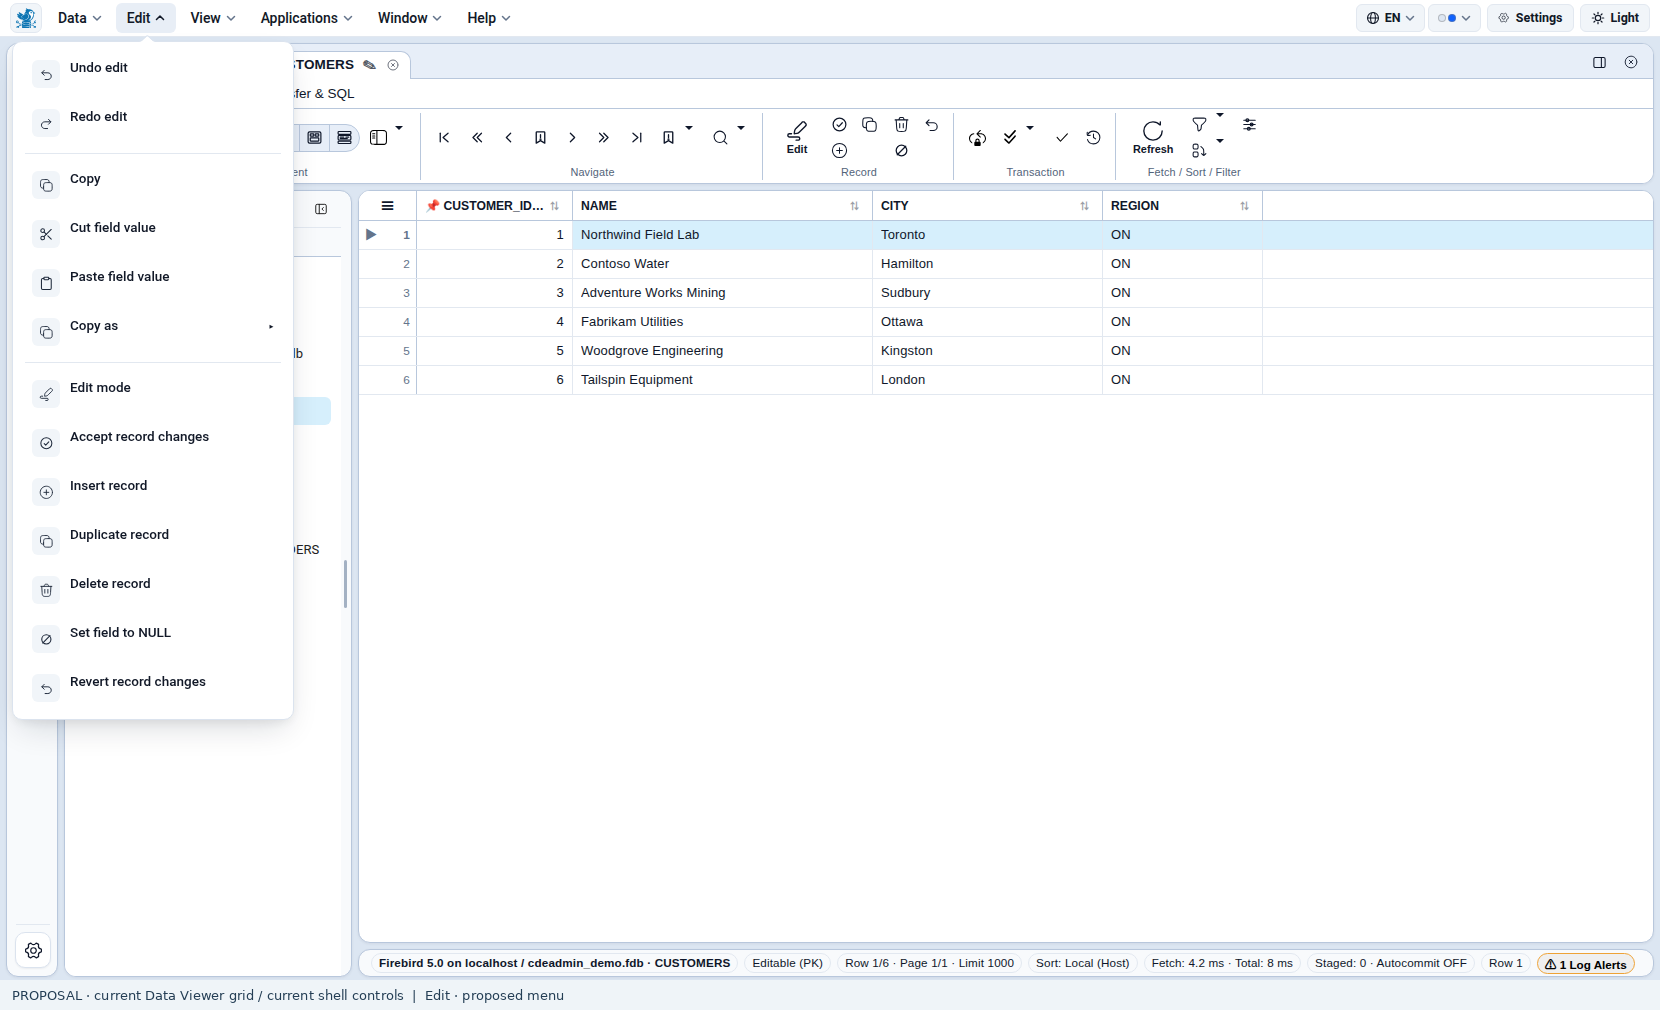 Data Edit View Applications Window Help EN Settings Light
Undo edit
Redo edit
Copy
Cut field value
Paste field value
Copy as
Edit mode
Accept record changes
Insert record
Duplicate record
Delete record
Set field to NULL
Revert record changes
STOMERS
fer & SQL
Edit
Refresh
ent Navigate Record Transaction Fetch / Sort / Filter
lb
DERS
CUSTOMER_ID... NAME CITY REGION
1 1 Northwind Field Lab Toronto ON
2 2 Contoso Water Hamilton ON
3 3 Adventure Works Mining Sudbury ON
4 4 Fabrikam Utilities Ottawa ON
5 5 Woodgrove Engineering Kingston ON
6 6 Tailspin Equipment London ON
Firebird 5.0 on localhost / cdeadmin_demo.fdb · CUSTOMERS Editable (PK) Row 1/6 · Page 1/1 · Limit 1000 Sort: Local (Host) Fetch: 4.2 ms · Total: 8 ms Staged: 0 · Autocommit OFF Row 1 1 Log Alerts
PROPOSAL · current Data Viewer grid / current shell controls | Edit · proposed menu